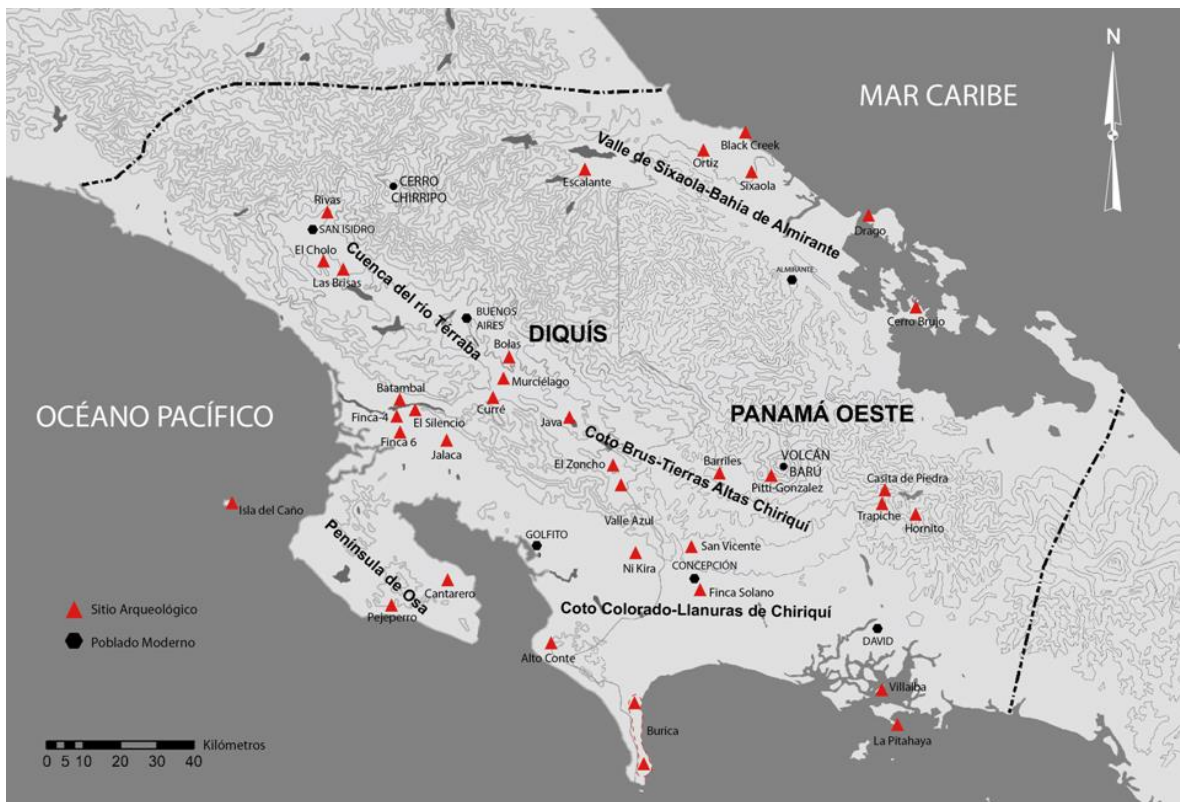 N
MAR CARIBE
Valle de Sixaola-Bahía de Almirante
Black Creek
Ortiz
Sixaola
Escalante
CERRO
CHIRRIPO
Rivas
SAN ISIDRO
Drago
El Cholo
Las Brisas
Cuenca del río Térraba
ALMIRANTE
Cerro Brujo
BUENOS
AIRES
DIQUÍS
Bolas
Murciélago
Batambal
Curré
OCÉANO PACÍFICO
PANAMÁ OESTE
Finca-4
El Silencio
Java
Finca 6
Jalaca
Coto Brus-Tierras Altas Chiriquí
El Zoncho
Barriles
VOLCÁN
BARÚ
Pitti-Gonzalez
Casita de Piedra
Trapiche
Hornito
Isla del Caño
Valle Azul
Península de Osa
GOLFITO
San Vicente
Ni Kira
CONCEPCIÓN
Cantarero
Finca Solano
Pejeperro
Coto Colorado-Llanuras de Chiriquí
Sitio Arqueológico
Poblado Moderno
DAVID
Alto Conte
Villalba
Burica
La Pitahaya
Kilómetros
0 5 10 20 30 40